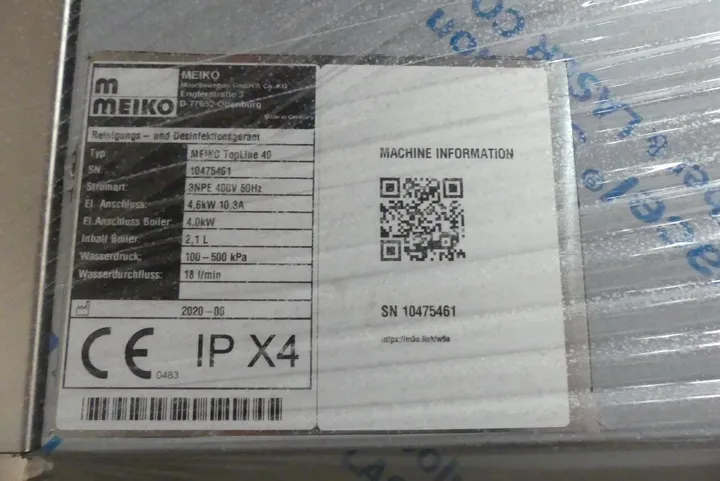 m
MEIKO
MEIKO
Maschinenbau GmbH & Co. KG
Englerstraße 3
D-77652-Offenburg
Made in Germany
Reinigungs - und Desinfektionsgerät
Typ MEIKO TopLine 40
SN 10475461
Stromart: 3NPE 400V 50Hz
El. Anschluss: 4,6kW 10,3A
El.Anschluss Boiler: 4,0kW
Inhalt Boiler: 2,1 L
Wasserdruck: 100-500 kPa
Wasserdurchfluss: 18 l/min
CE 0483 IP X4
MACHINE INFORMATION
SN 10475461
& LASER